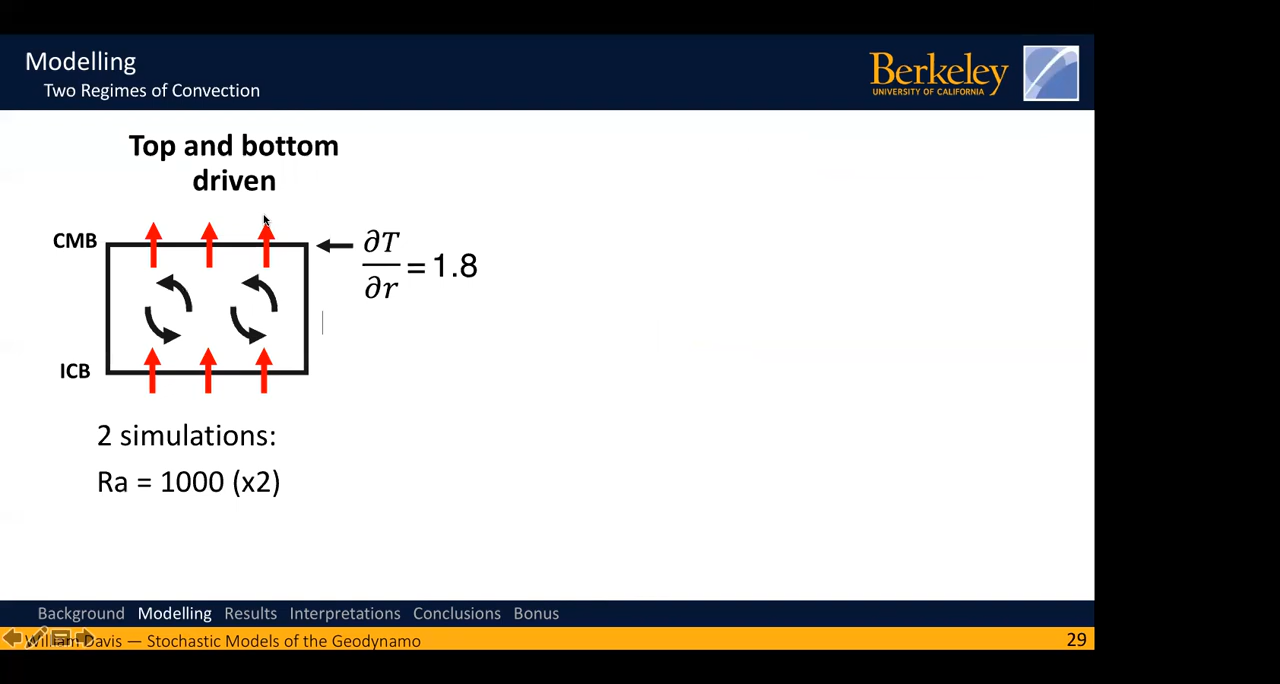 Modelling
Two Regimes of Convection
Berkeley
UNIVERSITY OF CALIFORNIA
Top and bottom
driven
CMB
∂T
∂r
= 1.8
ICB
2 simulations:
Ra = 1000 (x2)
Background Modelling Results Interpretations Conclusions Bonus
William Davis — Stochastic Models of the Geodynamo
29